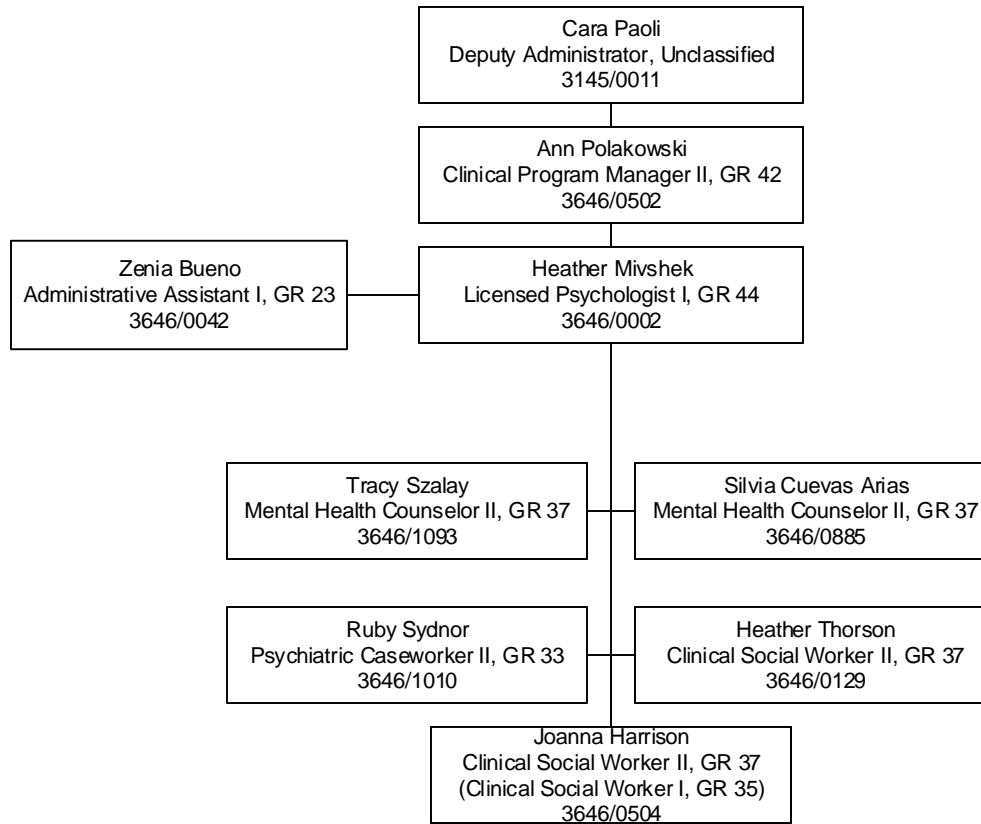 Cara Paoli
Deputy Administrator, Unclassified
3145/0011
Ann Polakowski
Clinical Program Manager II, GR 42
3646/0502
Zenia Bueno
Administrative Assistant I, GR 23
3646/0042
Heather Mivshek
Licensed Psychologist I, GR 44
3646/0002
Tracy Szalay
Mental Health Counselor II, GR 37
3646/1093
Silvia Cuevas Arias
Mental Health Counselor II, GR 37
3646/0885
Ruby Sydnor
Psychiatric Caseworker II, GR 33
3646/1010
Heather Thorson
Clinical Social Worker II, GR 37
3646/0129
Joanna Harrison
Clinical Social Worker II, GR 37
(Clinical Social Worker I, GR 35)
3646/0504